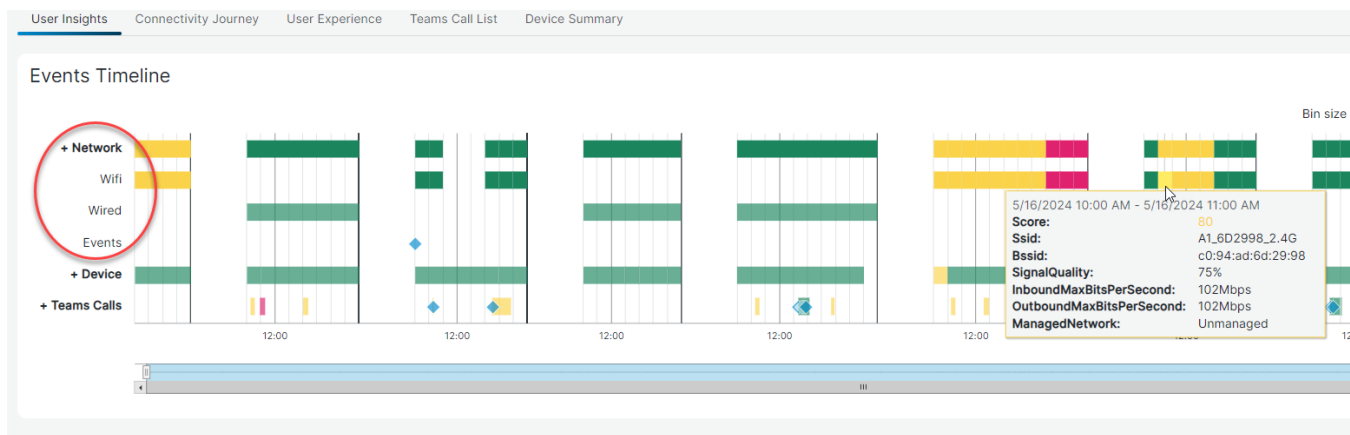 User Insights Connectivity Journey User Experience Teams Call List Device Summary
Events Timeline
Bin size
+ Network
Wifi
Wired
Events
+ Device
+ Teams Calls
5/16/2024 10:00 AM - 5/16/2024 11:00 AM
Score: 80
Ssid: A1_6D2998_2.4G
Bssid: c0:94:ad:6d:29:98
SignalQuality: 75%
InboundMaxBitsPerSecond: 102Mbps
OutboundMaxBitsPerSecond: 102Mbps
ManagedNetwork: Unmanaged
12:00 12:00 12:00 12:00 12:00 12:00 12